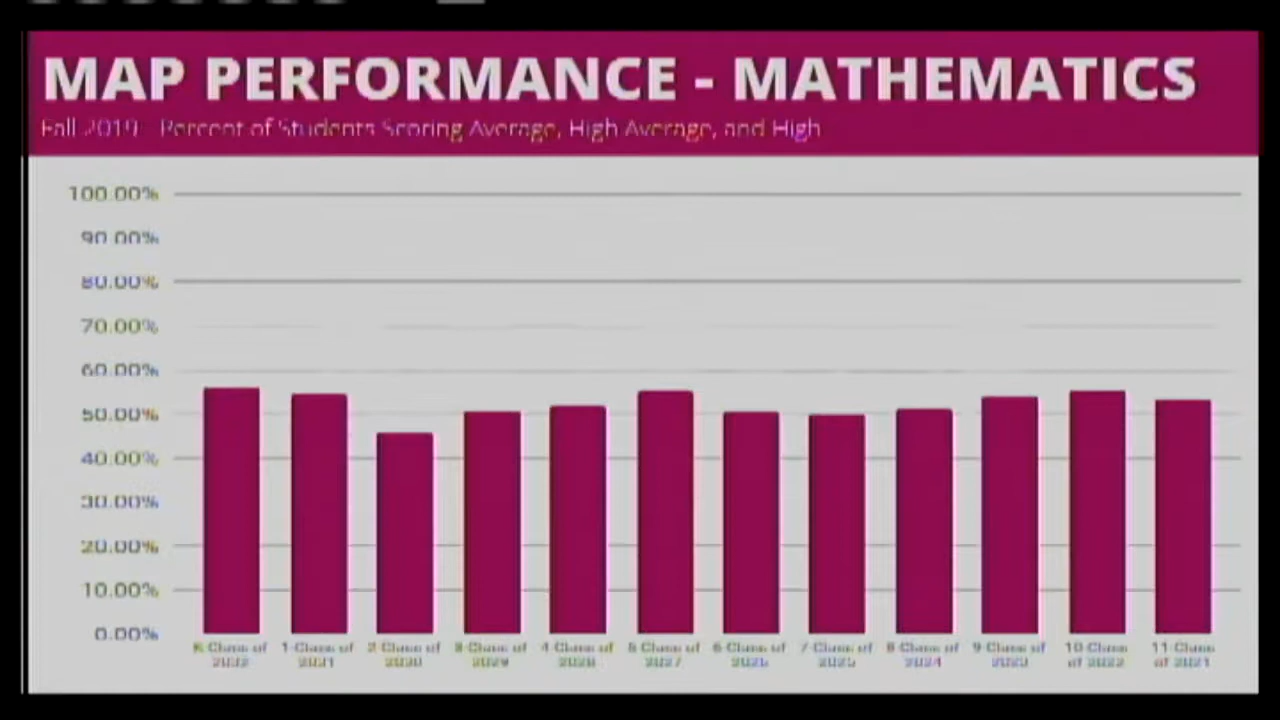 MAP PERFORMANCE - MATHEMATICS
Fall 2019 - Percent of Students Scoring Average, High Average, and High
100.00%
90.00%
80.00%
70.00%
60.00%
50.00%
40.00%
30.00%
20.00%
10.00%
0.00%
K Class of 2032
1 Class of 2031
2 Class of 2030
3 Class of 2029
4 Class of 2028
5 Class of 2027
6 Class of 2026
7 Class of 2025
8 Class of 2024
9 Class of 2023
10 Class of 2022
11 Class of 2021